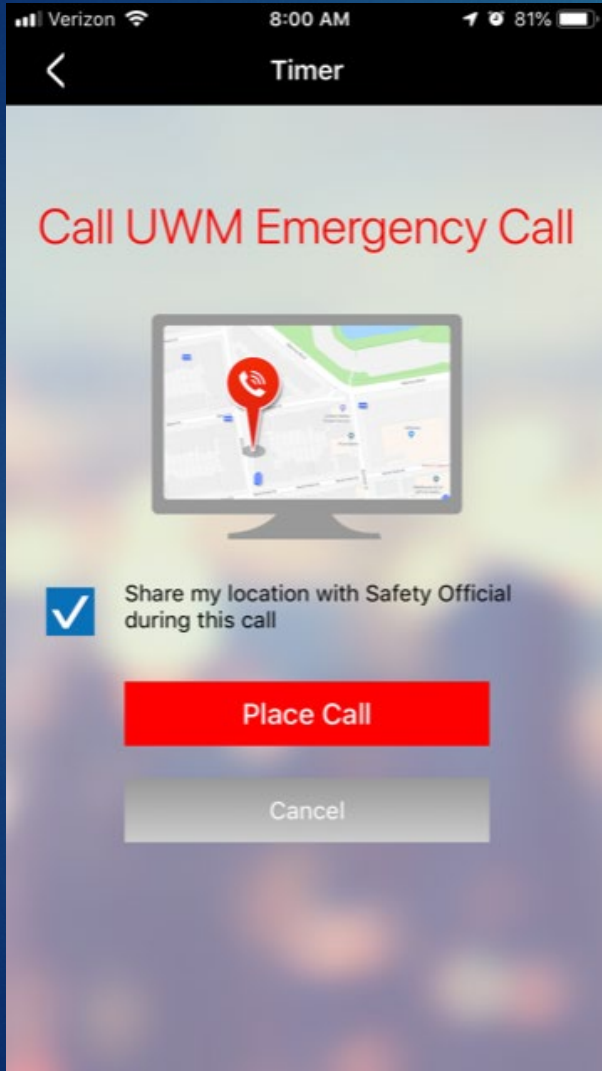 Verizon 8:00 AM 81%
Timer
Call UWM Emergency Call
Share my location with Safety Official
during this call
Place Call
Cancel